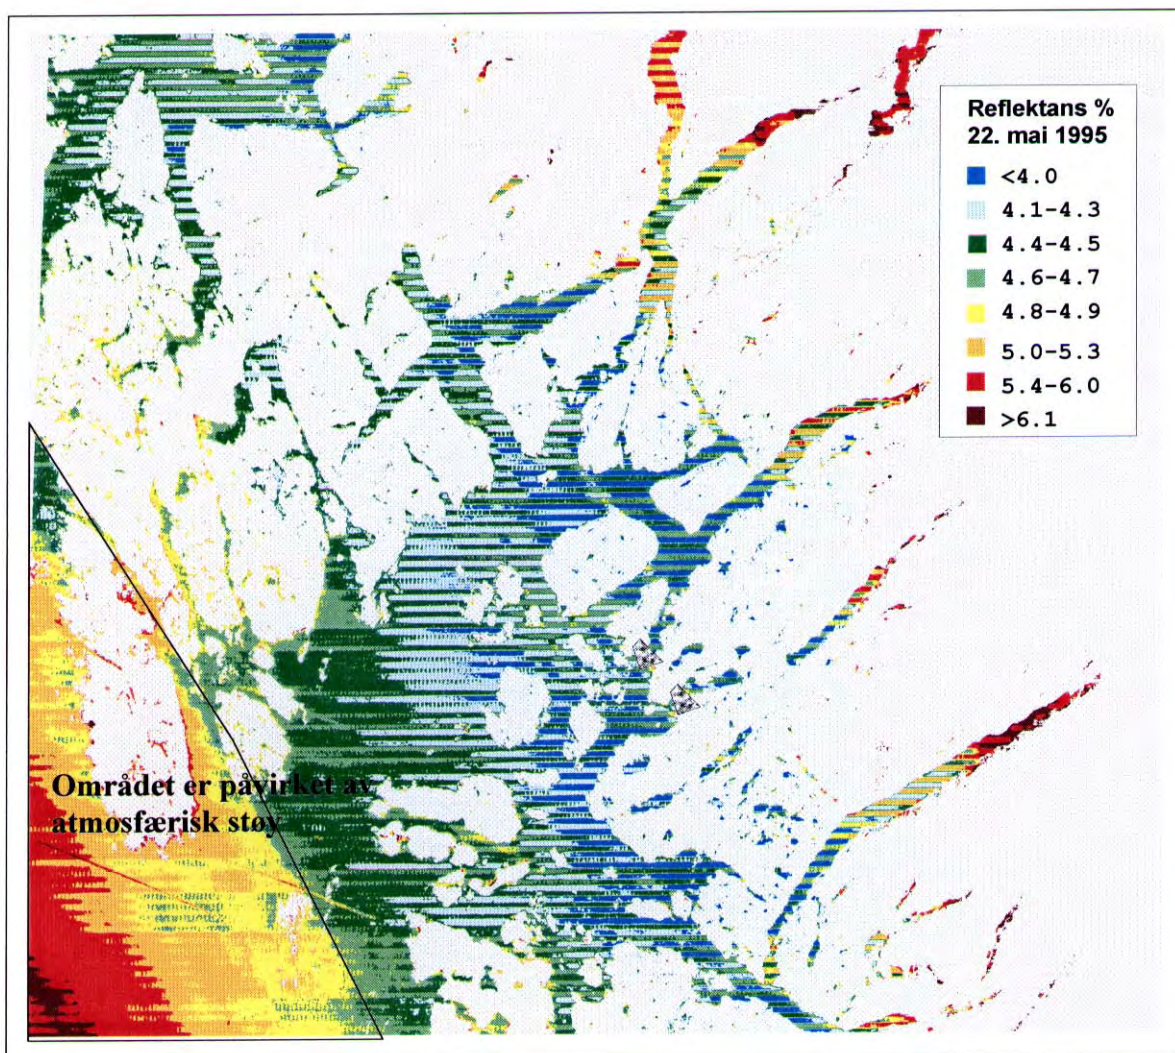 Reflektans %
22. mai 1995
<4.0
4.1-4.3
4.4-4.5
4.6-4.7
4.8-4.9
5.0-5.3
5.4-6.0
>6.1
Området er påvirket av
atmosfærisk støy